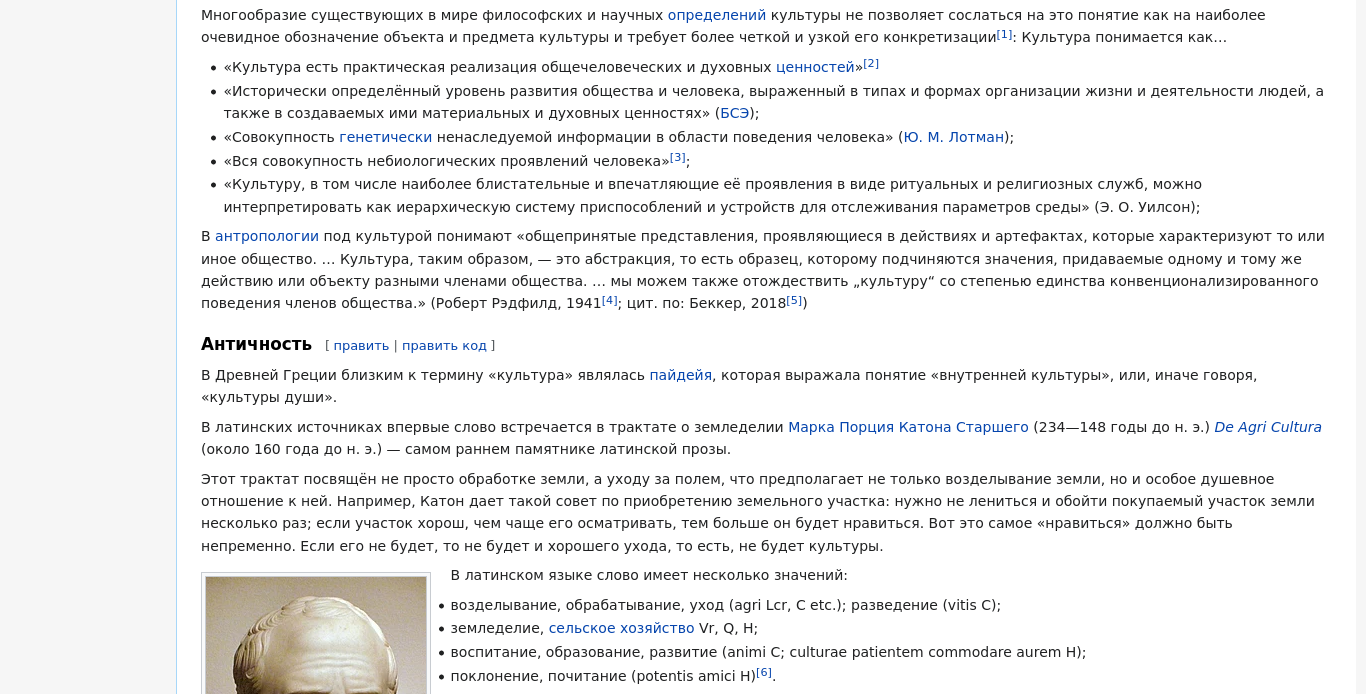 Многообразие существующих в мире философских и научных определений культуры не позволяет сослаться на это понятие как на наиболее
очевидное обозначение объекта и предмета культуры и требует более четкой и узкой его конкретизации[1]: Культура понимается как…
• «Культура есть практическая реализация общечеловеческих и духовных ценностей»[2]
• «Исторически определённый уровень развития общества и человека, выраженный в типах и формах организации жизни и деятельности людей, а
также в создаваемых ими материальных и духовных ценностях» (БСЭ);
• «Совокупность генетически ненаследуемой информации в области поведения человека» (Ю. М. Лотман);
• «Вся совокупность небиологических проявлений человека»[3];
• «Культуру, в том числе наиболее блистательные и впечатляющие её проявления в виде ритуальных и религиозных служб, можно
интерпретировать как иерархическую систему приспособлений и устройств для отслеживания параметров среды» (Э. О. Уилсон);
В антропологии под культурой понимают «общепринятые представления, проявляющиеся в действиях и артефактах, которые характеризуют то или
иное общество. … Культура, таким образом, — это абстракция, то есть образец, которому подчиняются значения, придаваемые одному и тому же
действию или объекту разными членами общества. … мы можем также отождествить „культуру“ со степенью единства конвенционализированного
поведения членов общества.» (Роберт Рэдфилд, 1941[4]; цит. по: Беккер, 2018[5])
Античность [ править | править код ]
В Древней Греции близким к термину «культура» являлась пайдейя, которая выражала понятие «внутренней культуры», или, иначе говоря,
«культуры души».
В латинских источниках впервые слово встречается в трактате о земледелии Марка Порция Катона Старшего (234—148 годы до н. э.) De Agri Cultura
(около 160 года до н. э.) — самом раннем памятнике латинской прозы.
Этот трактат посвящён не просто обработке земли, а уходу за полем, что предполагает не только возделывание земли, но и особое душевное
отношение к ней. Например, Катон дает такой совет по приобретению земельного участка: нужно не лениться и обойти покупаемый участок земли
несколько раз; если участок хорош, чем чаще его осматривать, тем больше он будет нравиться. Вот это самое «нравиться» должно быть
непременно. Если его не будет, то не будет и хорошего ухода, то есть, не будет культуры.
В латинском языке слово имеет несколько значений:
• возделывание, обрабатывание, уход (agri Lcr, C etc.); разведение (vitis C);
• земледелие, сельское хозяйство Vr, Q, H;
• воспитание, образование, развитие (animi C; culturae patientem commodare aurem H);
• поклонение, почитание (potentis amici H)[6].